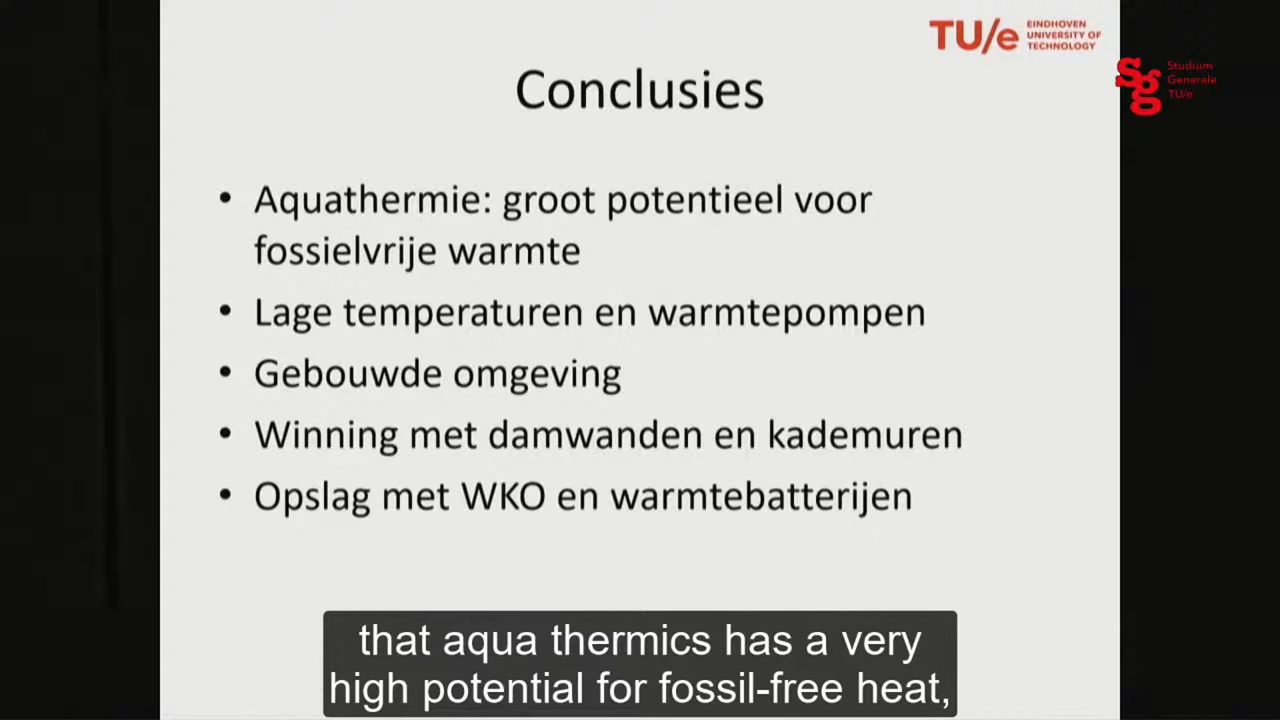 TU/e EINDHOVEN
UNIVERSITY OF
TECHNOLOGY
Sgg Studium
Generale
TU/e
Conclusies
• Aquathermie: groot potentieel voor
fossielvrije warmte
• Lage temperaturen en warmtepompen
• Gebouwde omgeving
• Winning met damwanden en kademuren
• Opslag met WKO en warmtebatterijen
that aqua thermics has a very
high potential for fossil-free heat,